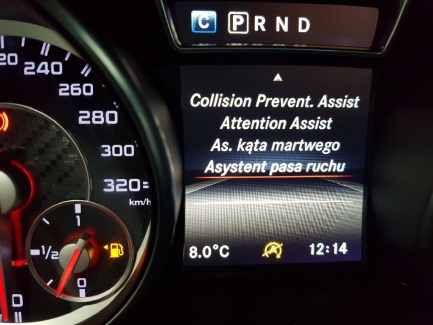 C P R N D
20 240
260
280
300
320
km/h
1
1/2
0
Collision Prevent. Assist
Attention Assist
As. kąta martwego
Asystent pasa ruchu
8.0°C 12:14